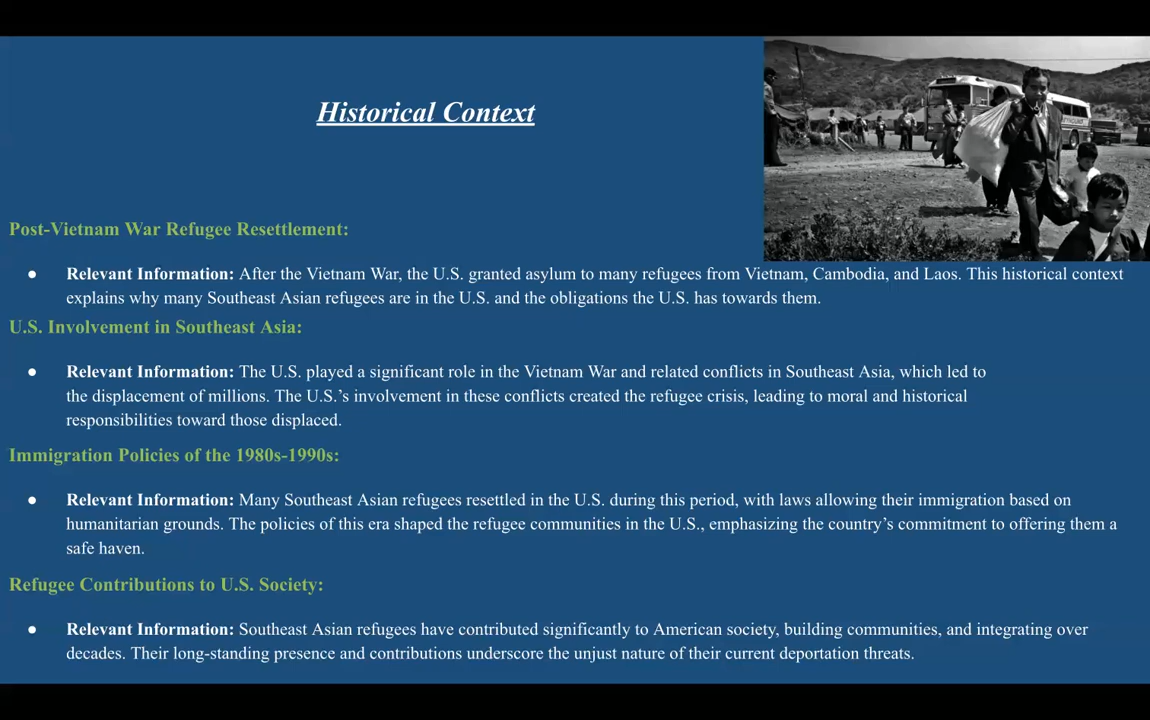 Historical Context
Post-Vietnam War Refugee Resettlement:
● Relevant Information: After the Vietnam War, the U.S. granted asylum to many refugees from Vietnam, Cambodia, and Laos. This historical context
explains why many Southeast Asian refugees are in the U.S. and the obligations the U.S. has towards them.
U.S. Involvement in Southeast Asia:
● Relevant Information: The U.S. played a significant role in the Vietnam War and related conflicts in Southeast Asia, which led to
the displacement of millions. The U.S.’s involvement in these conflicts created the refugee crisis, leading to moral and historical
responsibilities toward those displaced.
Immigration Policies of the 1980s-1990s:
● Relevant Information: Many Southeast Asian refugees resettled in the U.S. during this period, with laws allowing their immigration based on
humanitarian grounds. The policies of this era shaped the refugee communities in the U.S., emphasizing the country’s commitment to offering them a
safe haven.
Refugee Contributions to U.S. Society:
● Relevant Information: Southeast Asian refugees have contributed significantly to American society, building communities, and integrating over
decades. Their long-standing presence and contributions underscore the unjust nature of their current deportation threats.